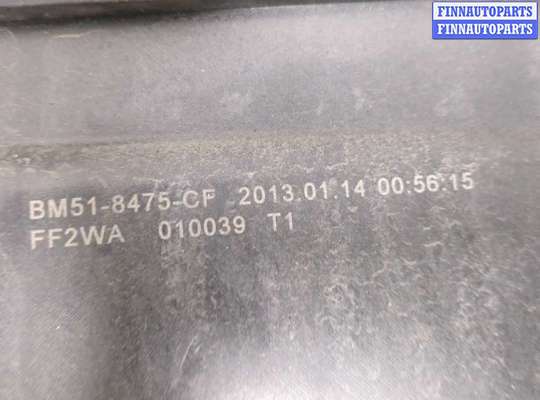 FINNAUTOPARTS
FINNAUTOPARTS
BM51-8475-CF 2013.01.14 00:56:15
FF2WA 010039 T1